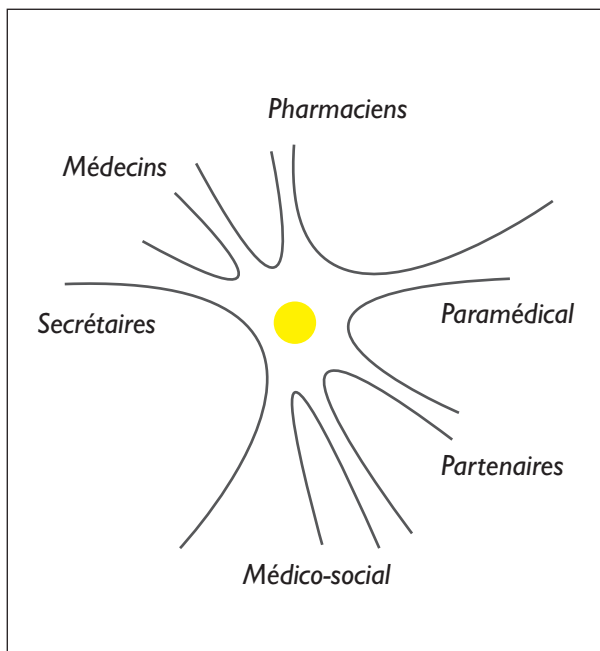 Pharmaciens
Médecins
Secrétaires
Paramédical
Partenaires
Médico-social